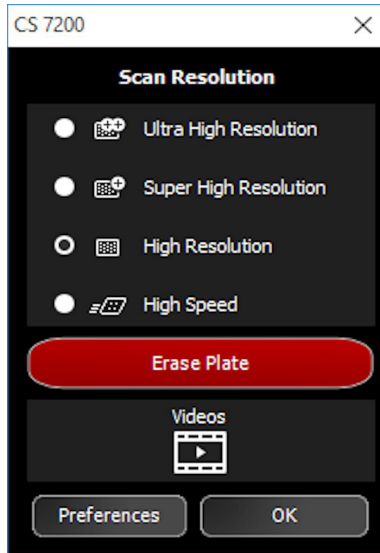 CS 7200
Scan Resolution
Ultra High Resolution
Super High Resolution
High Resolution
High Speed
Erase Plate
Videos
Preferences
OK